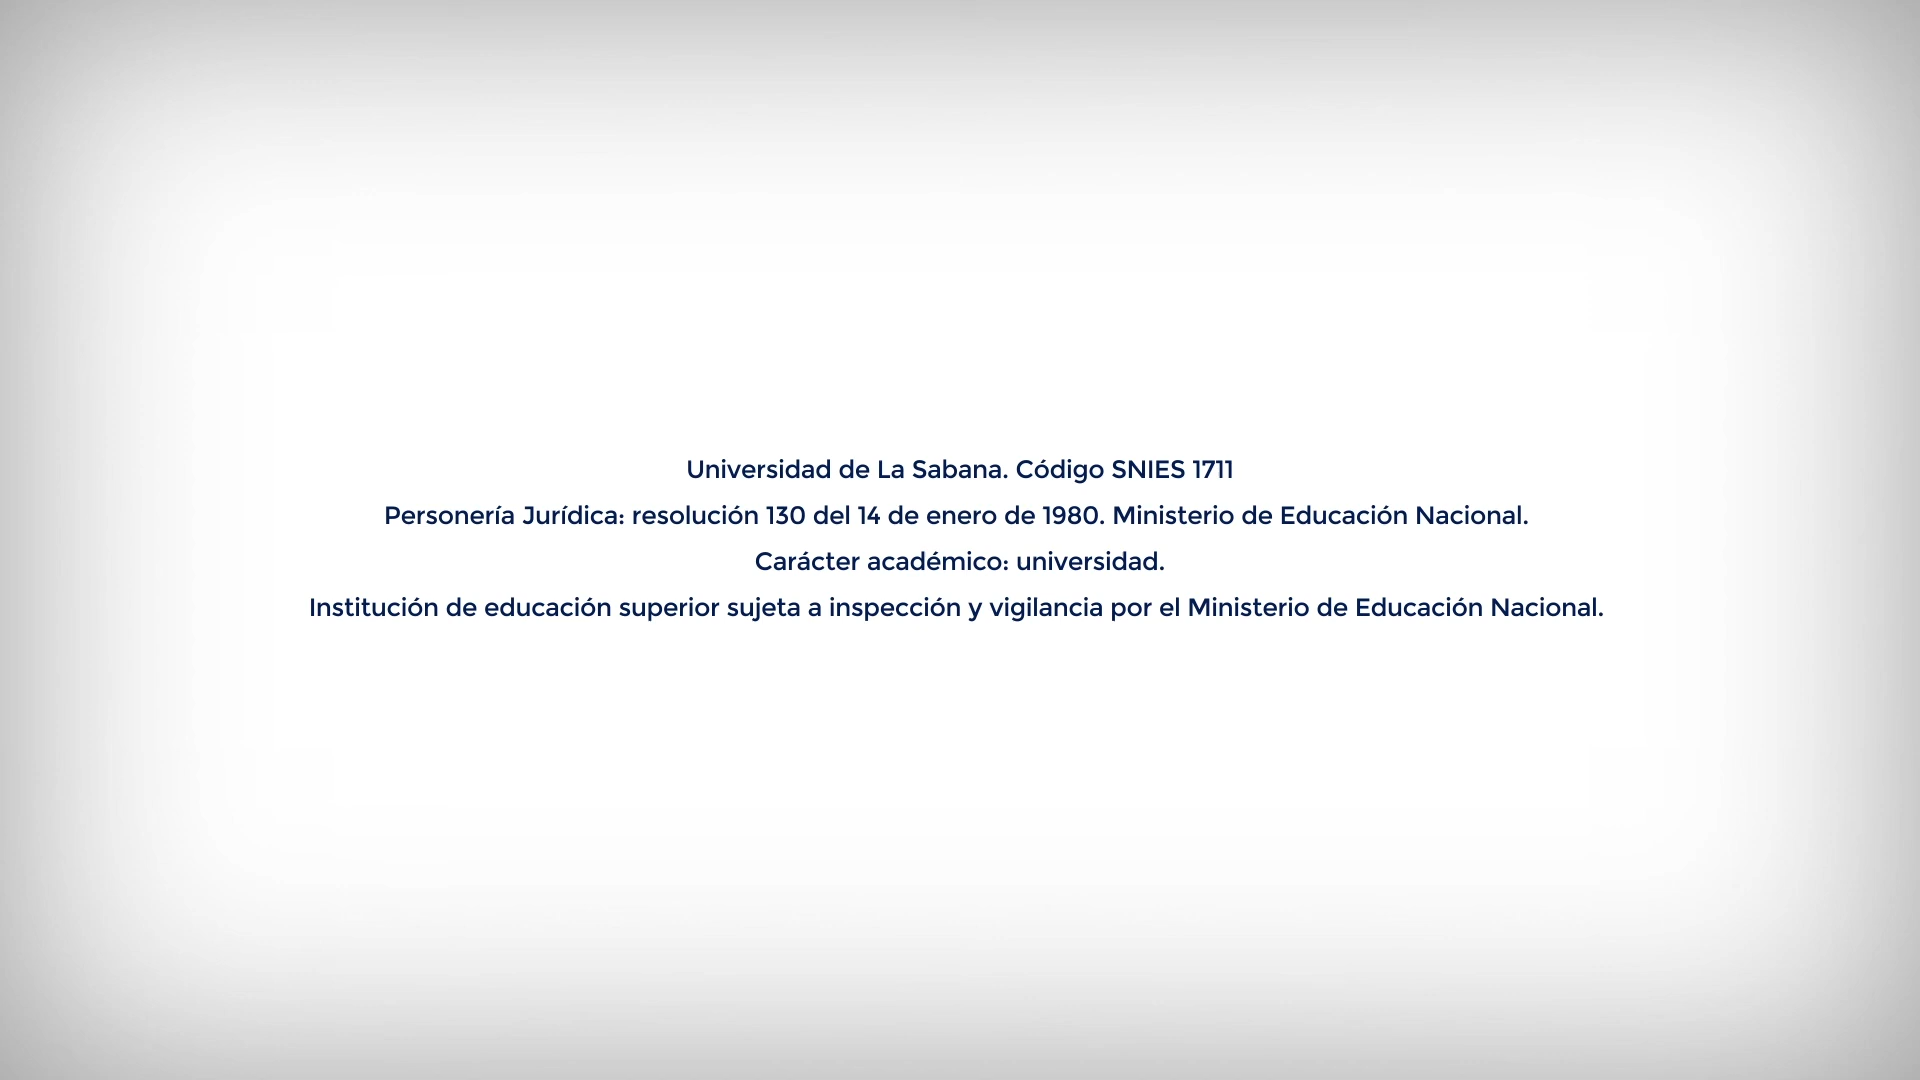 Universidad de La Sabana. Código SNIES 1711
Personería Jurídica: resolución 130 del 14 de enero de 1980. Ministerio de Educación Nacional.
Carácter académico: universidad.
Institución de educación superior sujeta a inspección y vigilancia por el Ministerio de Educación Nacional.